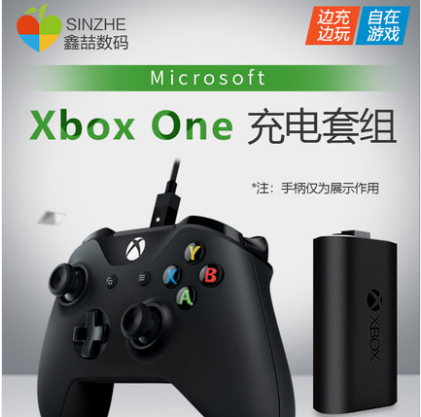 SINZHE
鑫喆数码
边充
边玩
自在
游戏
Microsoft
Xbox One 充电套组
*注：手柄仅为展示作用
Y
X
B
A
XBOX